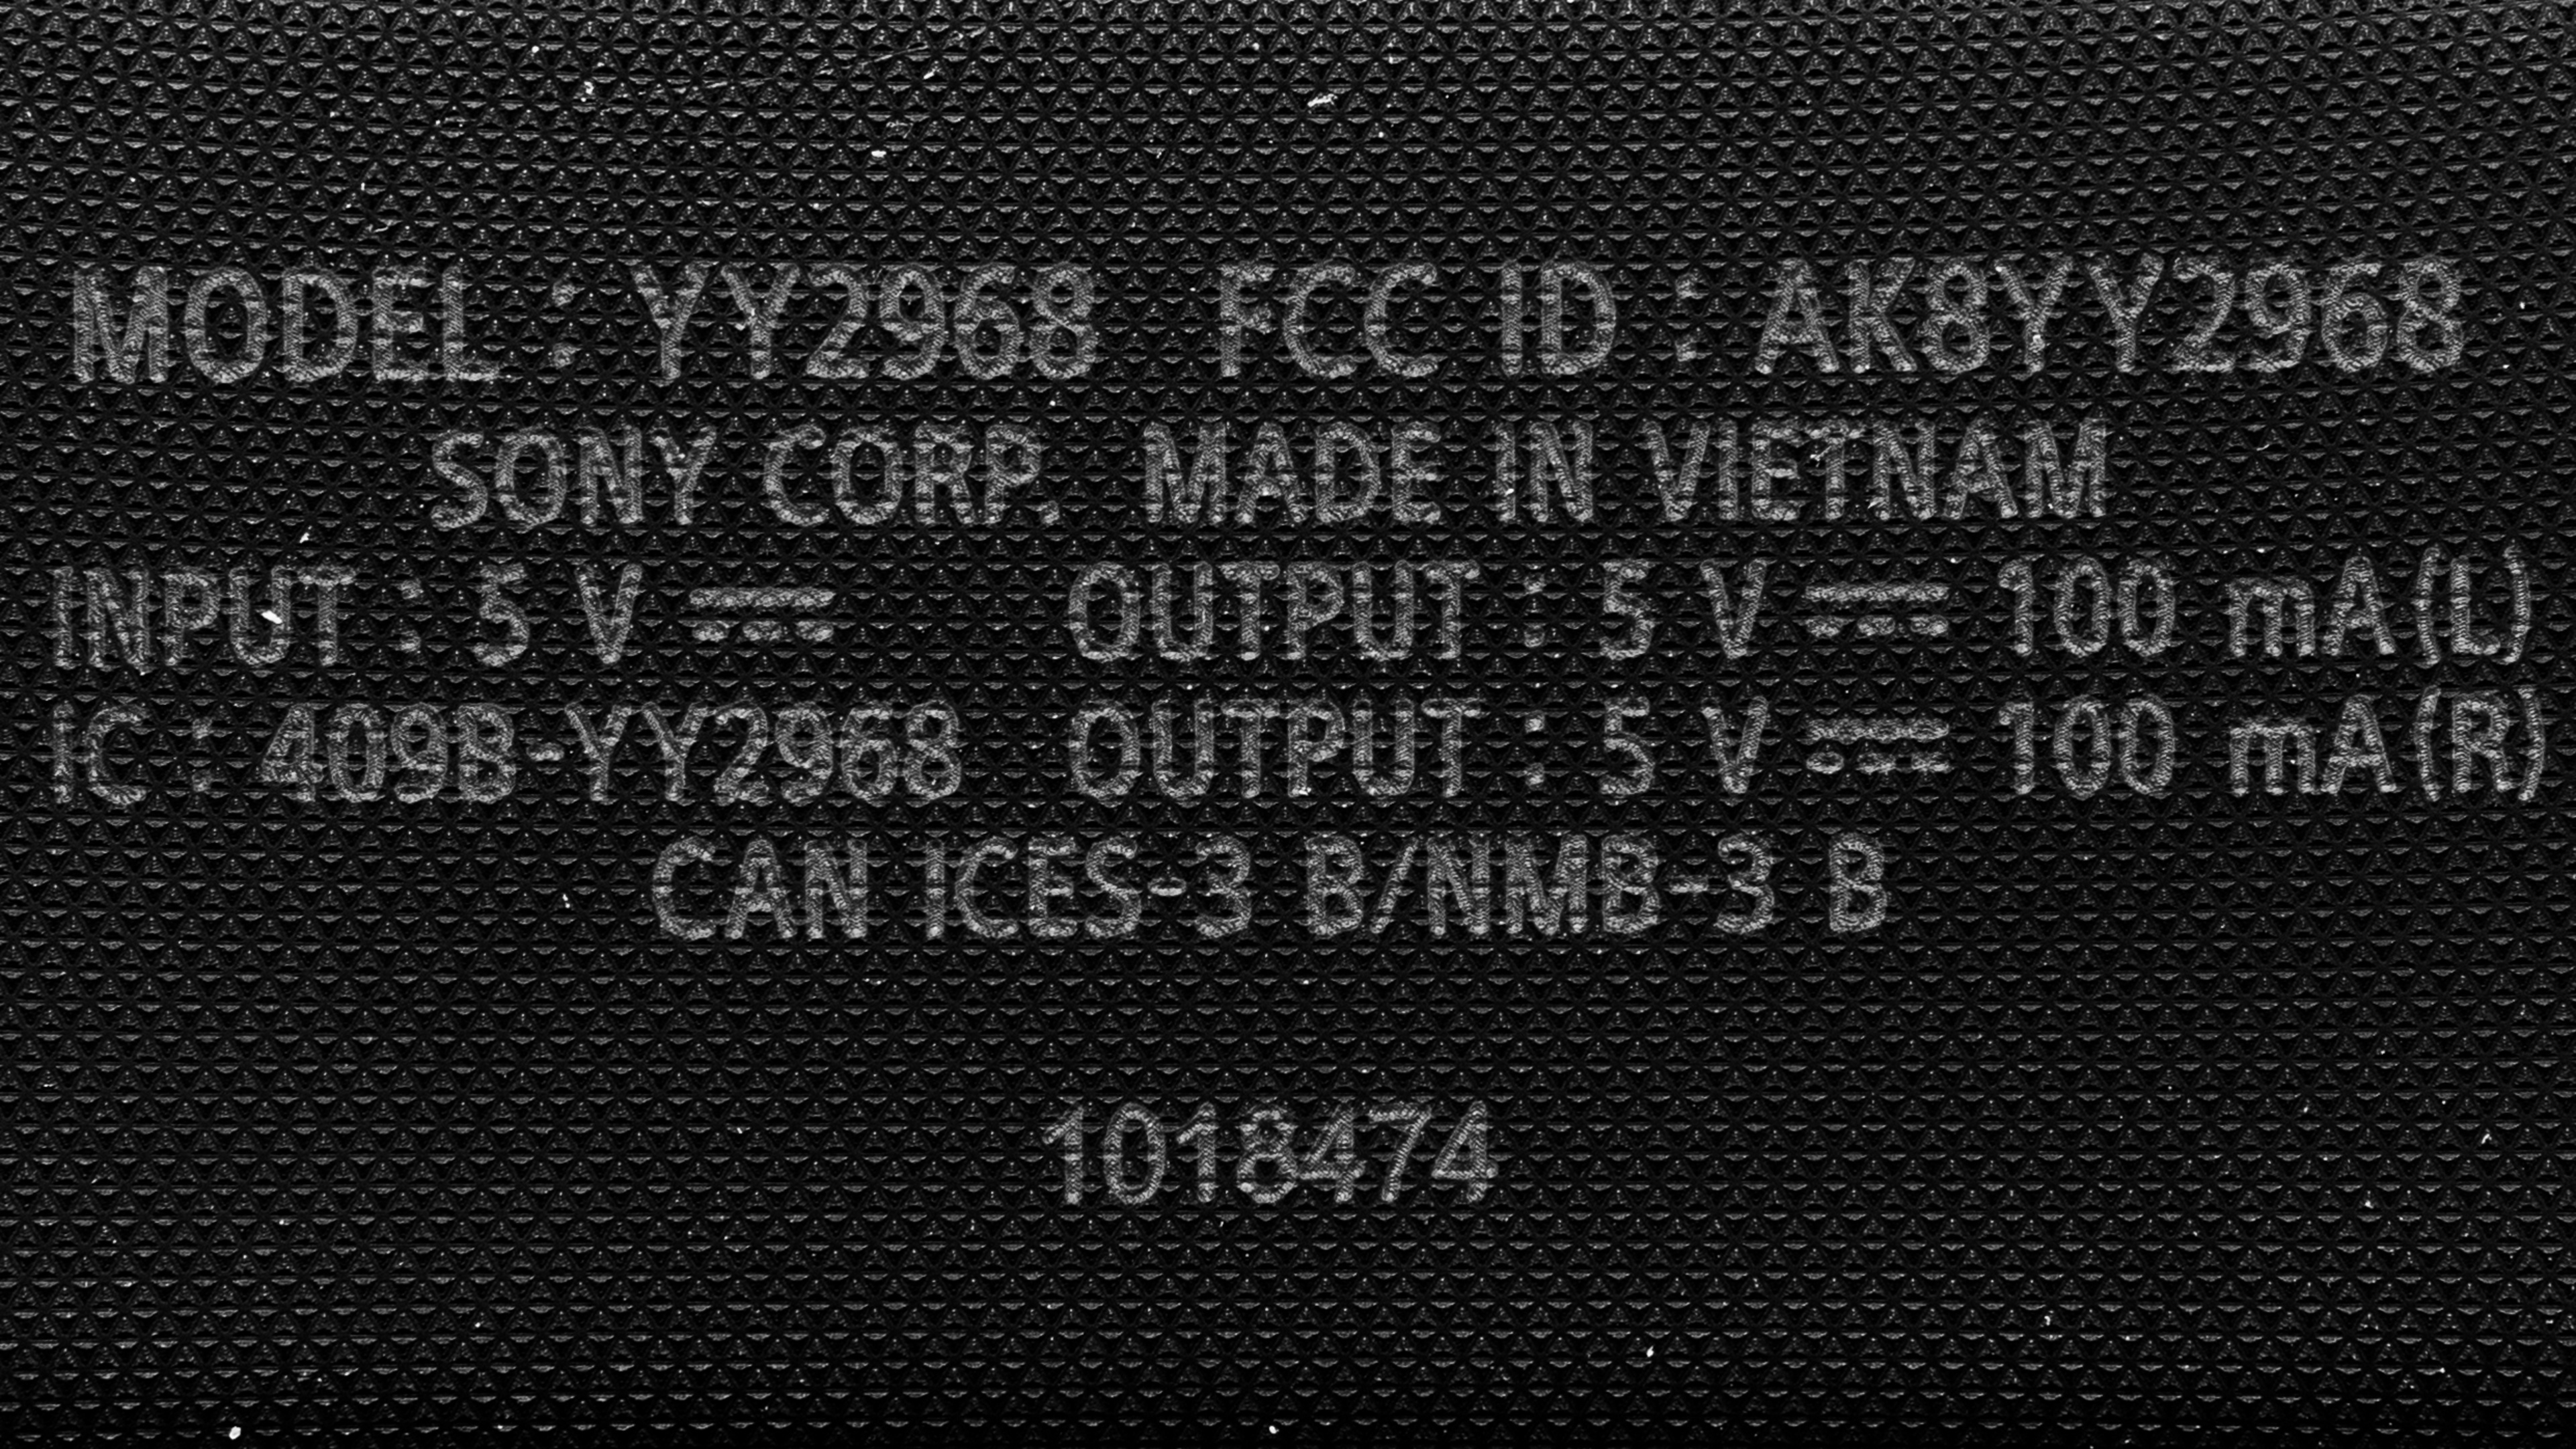 MODEL : YY2968 FCC ID : AK8YY2968
SONY CORP. MADE IN VIETNAM
INPUT : 5 V ⎓ OUTPUT : 5 V ⎓ 100 mA(L)
IC : 409B-YY2968 OUTPUT : 5 V ⎓ 100 mA(R)
CAN ICES-3 B/NMB-3 B
1018474